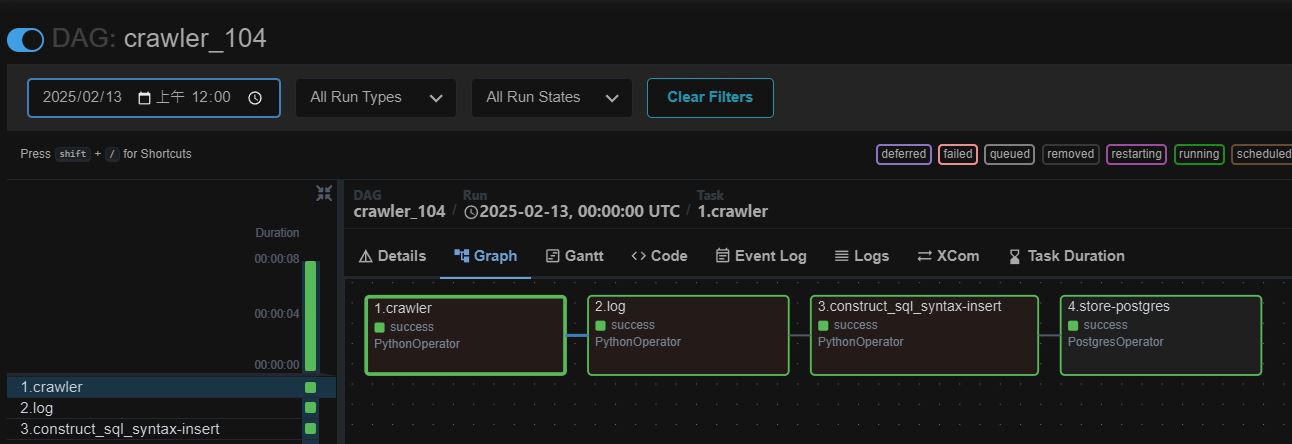 DAG: crawler_104
2025/02/13 上午 12:00 All Run Types All Run States Clear Filters
Press shift + / for Shortcuts
deferred failed queued removed restarting running scheduled
DAG Run Task
crawler_104 / 2025-02-13, 00:00:00 UTC / 1.crawler
Details Graph Gantt Code Event Log Logs XCom Task Duration
Duration
00:00:08
00:00:04
00:00:00
1.crawler
2.log
3.construct_sql_syntax-insert
1.crawler
success
PythonOperator
2.log
success
PythonOperator
3.construct_sql_syntax-insert
success
PythonOperator
4.store-postgres
success
PostgresOperator